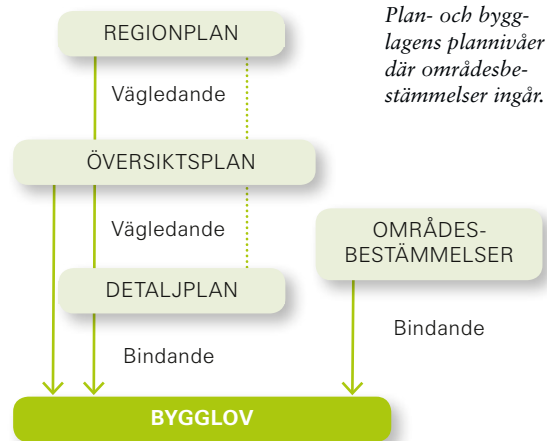 REGIONPLAN
Plan- och bygg-
lagens plannivåer
där områdesbe-
stämmelser ingår.
Vägledande
ÖVERSIKTSPLAN
Vägledande
OMRÅDES-
BESTÄMMELSER
DETALJPLAN
Bindande
Bindande
BYGGLOV